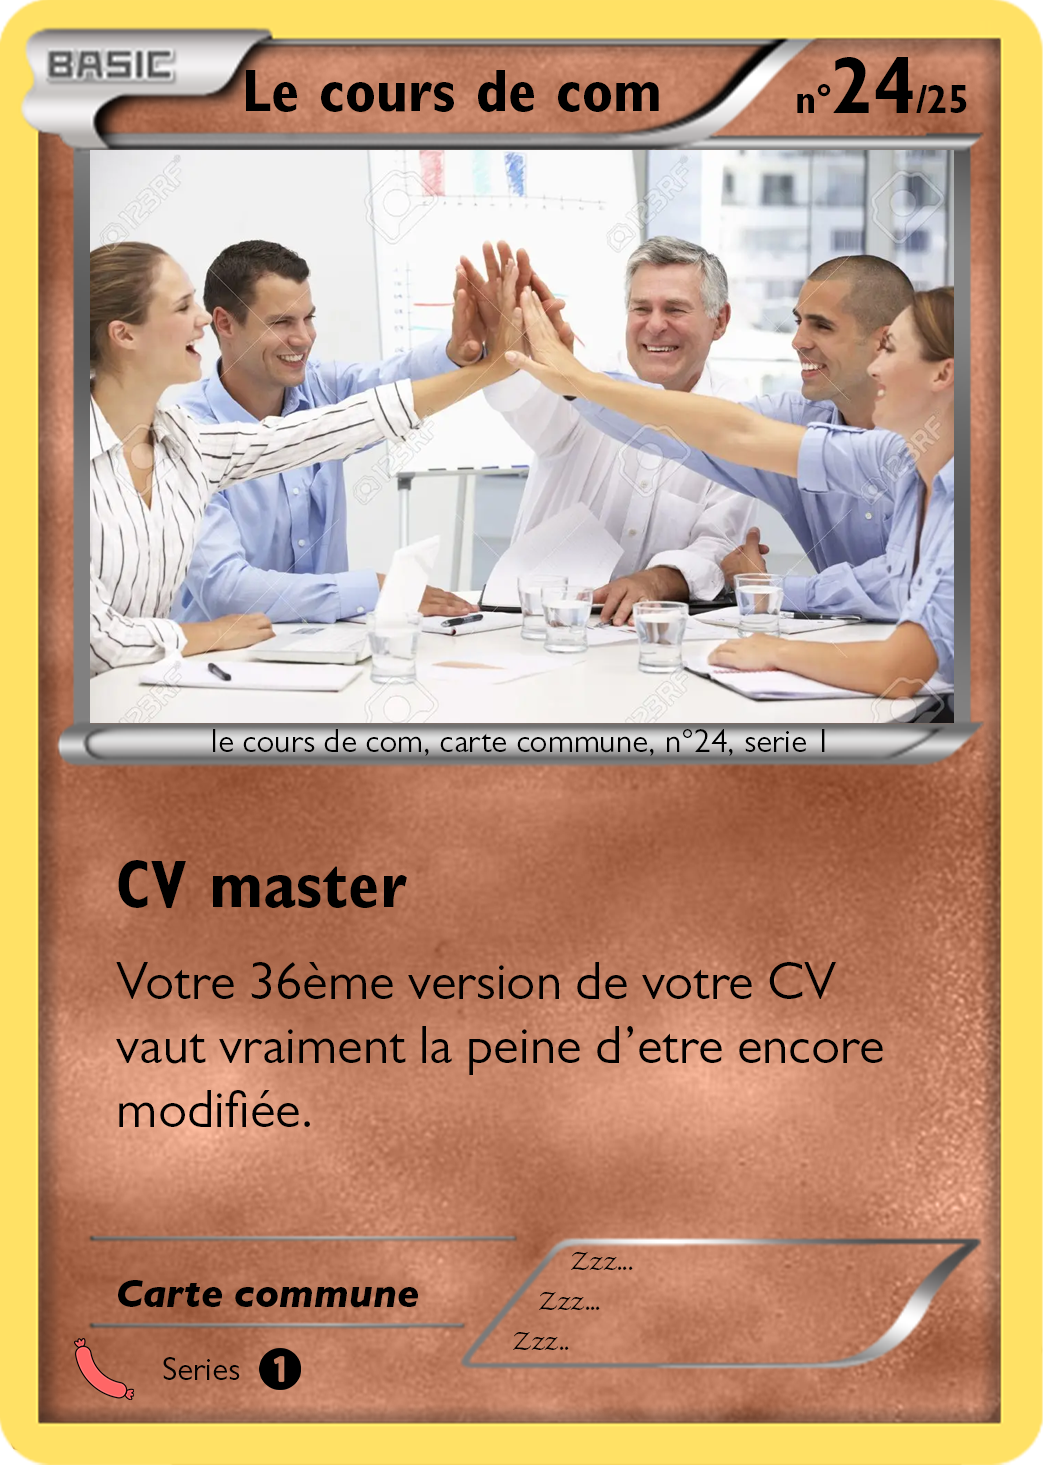 BASIC
Le cours de com
n°24/25
123RF
le cours de com, carte commune, n°24, serie 1
CV master
Votre 36ème version de votre CV
vaut vraiment la peine d’etre encore
modifiée.
Zzz...
Carte commune
Zzz...
Zzz..
Series 1